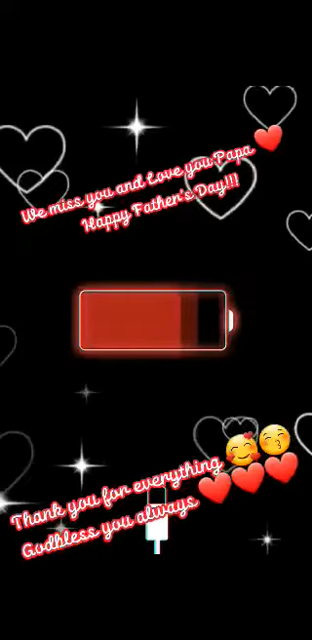 We miss you and Love you Papa ❤️
Happy Father's Day!!!
Thank you for everything 🥰😚
Godbless you always ❤️❤️❤️